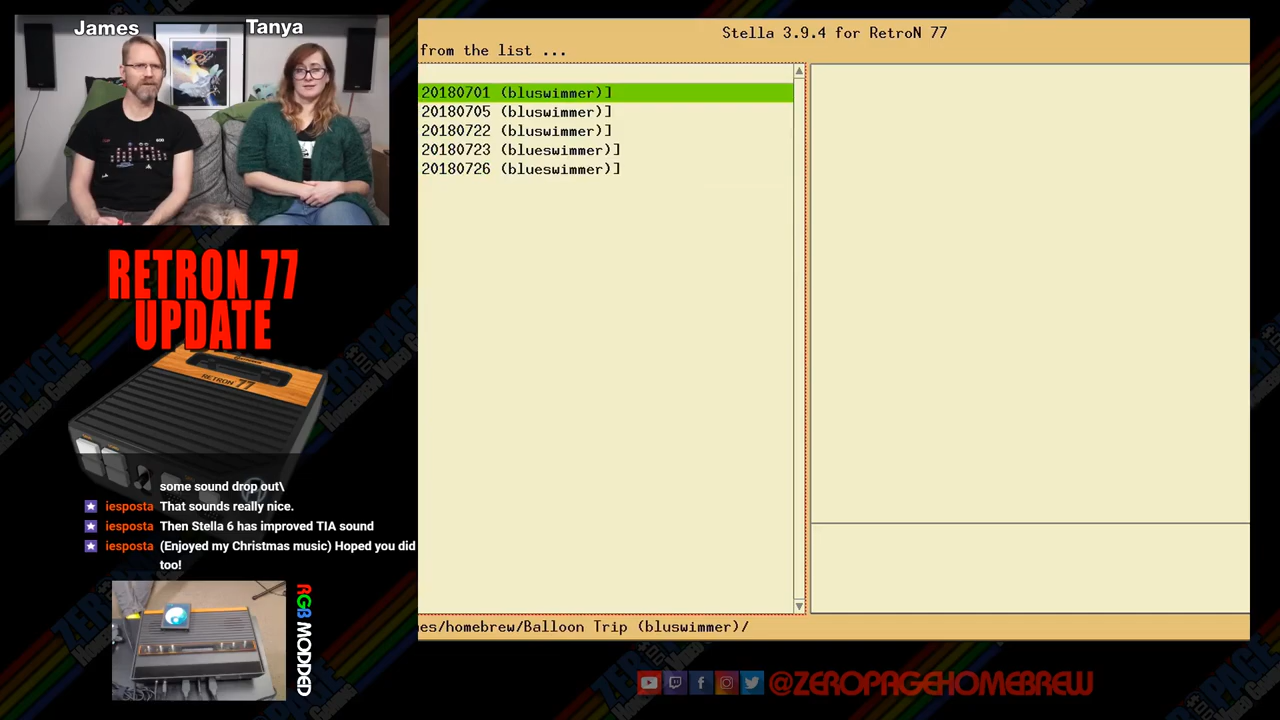 James
Tanya
Stella 3.9.4 for RetroN 77
from the list ...
20180701 (bluswimmer)]
20180705 (bluswimmer)]
20180722 (bluswimmer)]
20180723 (blueswimmer)]
20180726 (blueswimmer)]
RETRON 77
UPDATE
RETRON 77
some sound drop out\
iesposta That sounds really nice.
iesposta Then Stella 6 has improved TIA sound
iesposta (Enjoyed my Christmas music) Hoped you did
too!
RGB MODDED
mes/homebrew/Balloon Trip (bluswimmer)/
@ZEROPAGEHOMEBREW